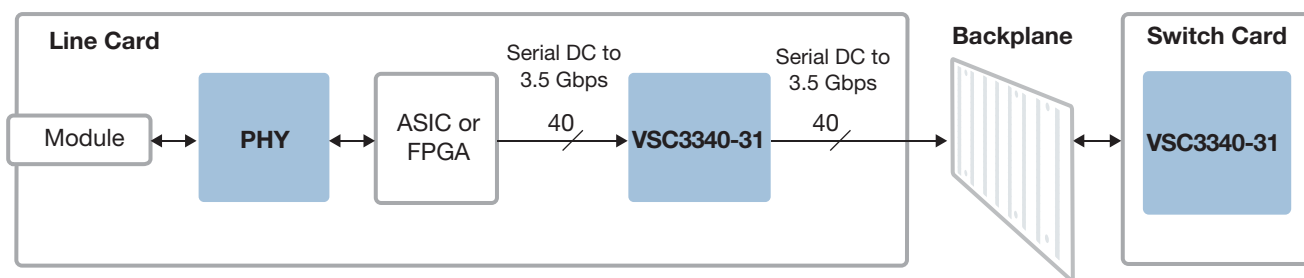 Line Card
Backplane
Switch Card
Serial DC to
3.5 Gbps
Serial DC to
3.5 Gbps
Module
PHY
ASIC or
FPGA
40
VSC3340-31
40
VSC3340-31